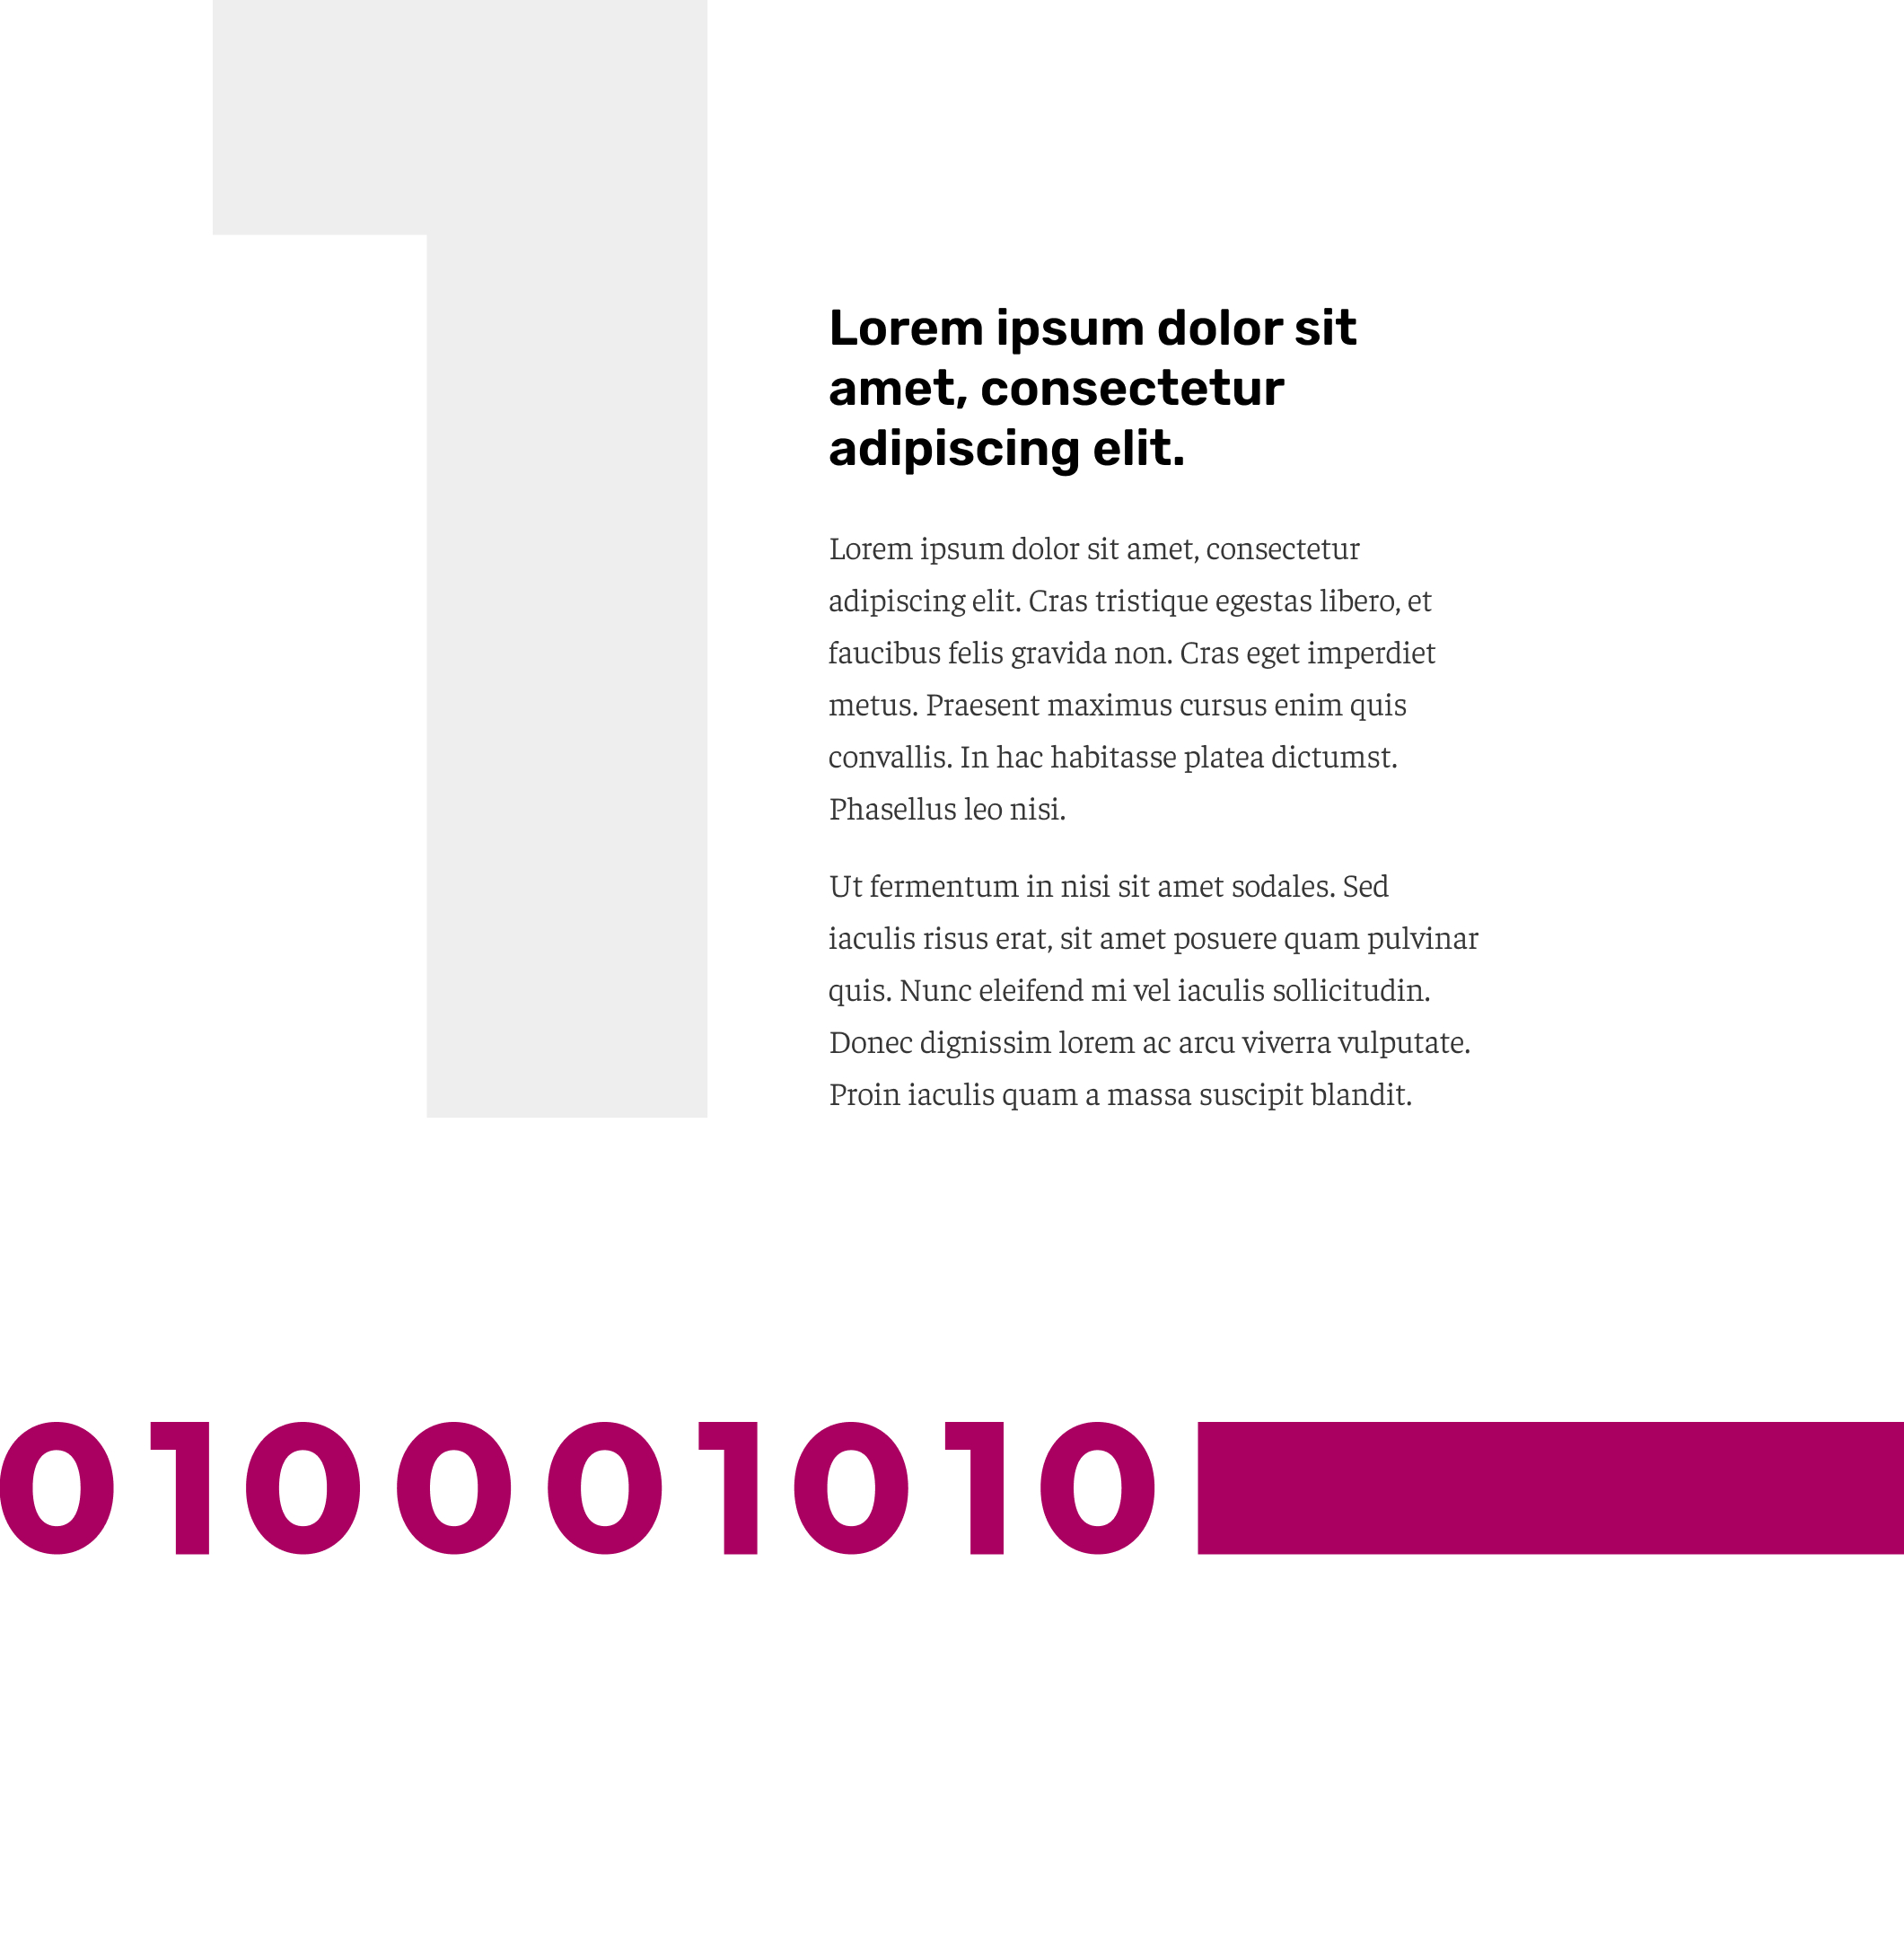 1
Lorem ipsum dolor sit
amet, consectetur
adipiscing elit.
Lorem ipsum dolor sit amet, consectetur
adipiscing elit. Cras tristique egestas libero, et
faucibus felis gravida non. Cras eget imperdiet
metus. Praesent maximus cursus enim quis
convallis. In hac habitasse platea dictumst.
Phasellus leo nisi.
Ut fermentum in nisi sit amet sodales. Sed
iaculis risus erat, sit amet posuere quam pulvinar
quis. Nunc eleifend mi vel iaculis sollicitudin.
Donec dignissim lorem ac arcu viverra vulputate.
Proin iaculis quam a massa suscipit blandit.
010001010